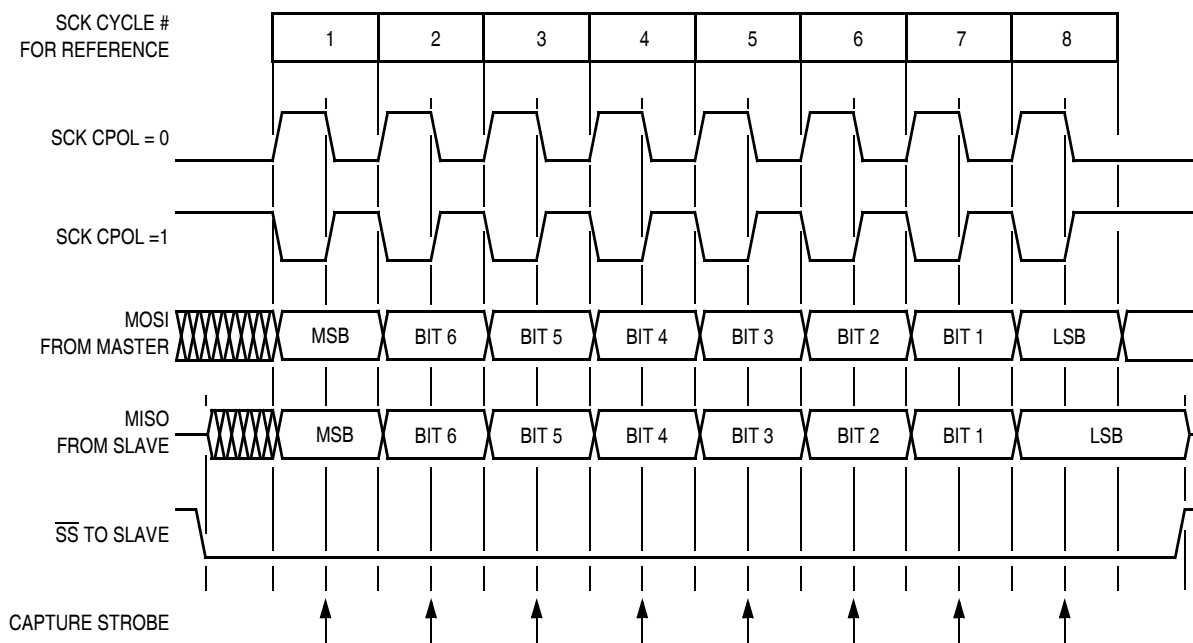 SCK CYCLE #
FOR REFERENCE
1 2 3 4 5 6 7 8
SCK CPOL = 0
SCK CPOL =1
MOSI
FROM MASTER
MSB BIT 6 BIT 5 BIT 4 BIT 3 BIT 2 BIT 1 LSB
MISO
FROM SLAVE
MSB BIT 6 BIT 5 BIT 4 BIT 3 BIT 2 BIT 1 LSB
S̅S̅ TO SLAVE
CAPTURE STROBE